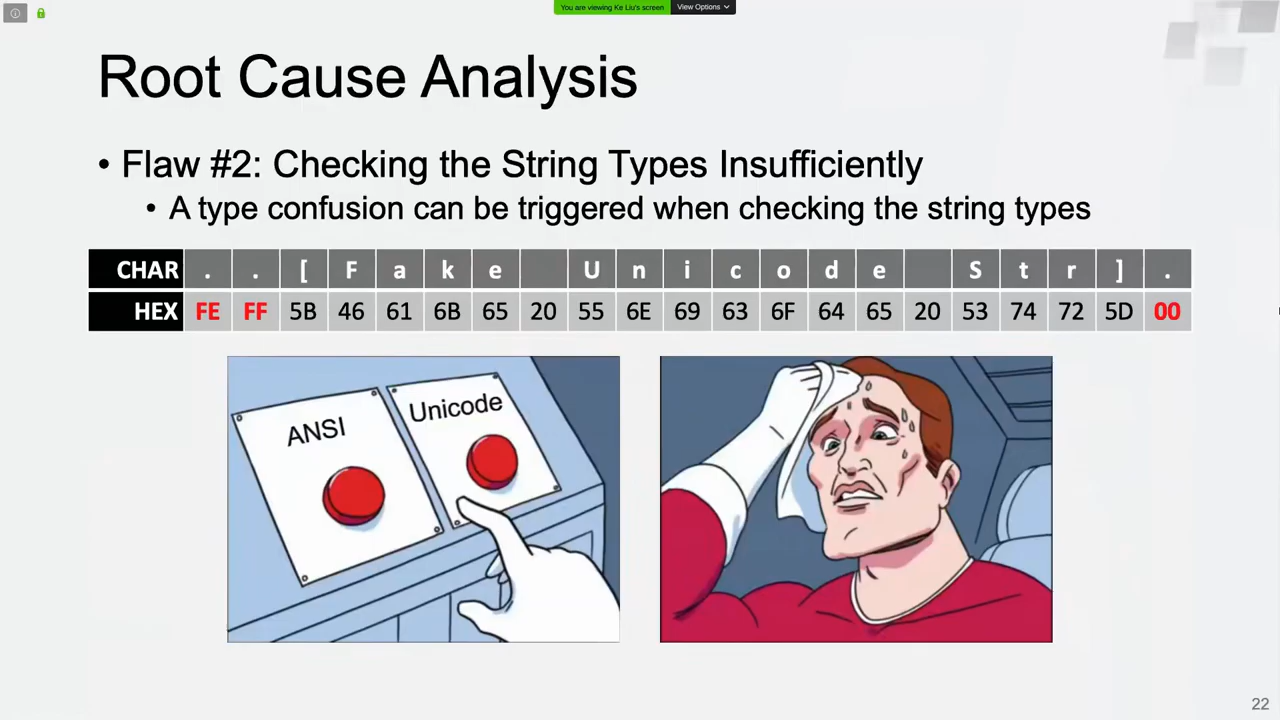 You are viewing Ke Liu's screen
View Options
Root Cause Analysis
• Flaw #2: Checking the String Types Insufficiently
• A type confusion can be triggered when checking the string types
CHAR . . [ F a k e U n i c o d e S t r ] .
HEX FE FF 5B 46 61 6B 65 20 55 6E 69 63 6F 64 65 20 53 74 72 5D 00
ANSI
Unicode
22